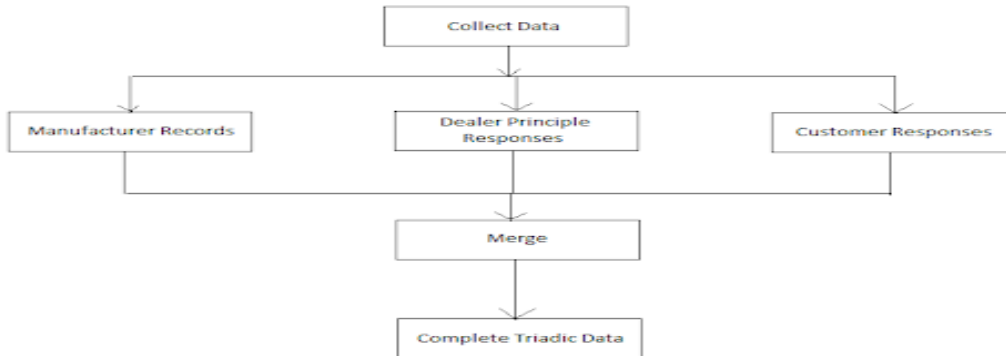 Collect Data
Manufacturer Records
Dealer Principle
Responses
Customer Responses
Merge
Complete Triadic Data